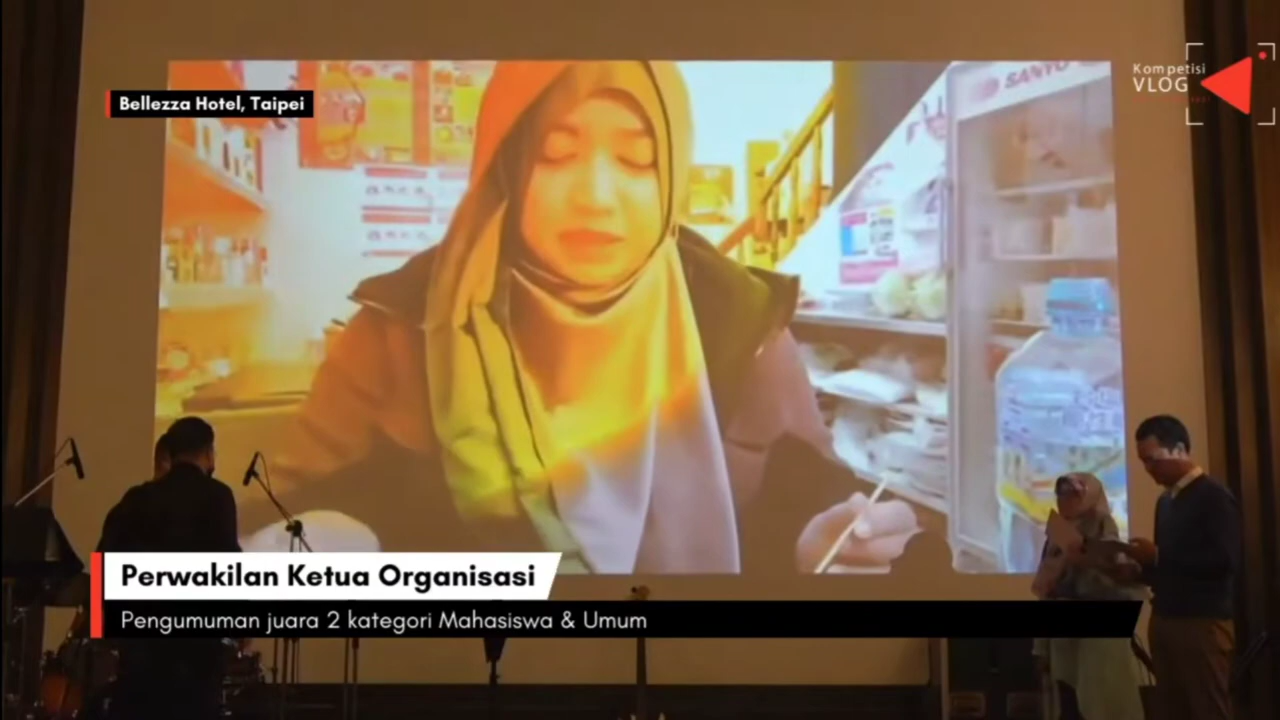 Bellezza Hotel, Taipei
Kompetisi
VLOG
SANYO
Perwakilan Ketua Organisasi
Pengumuman juara 2 kategori Mahasiswa & Umum